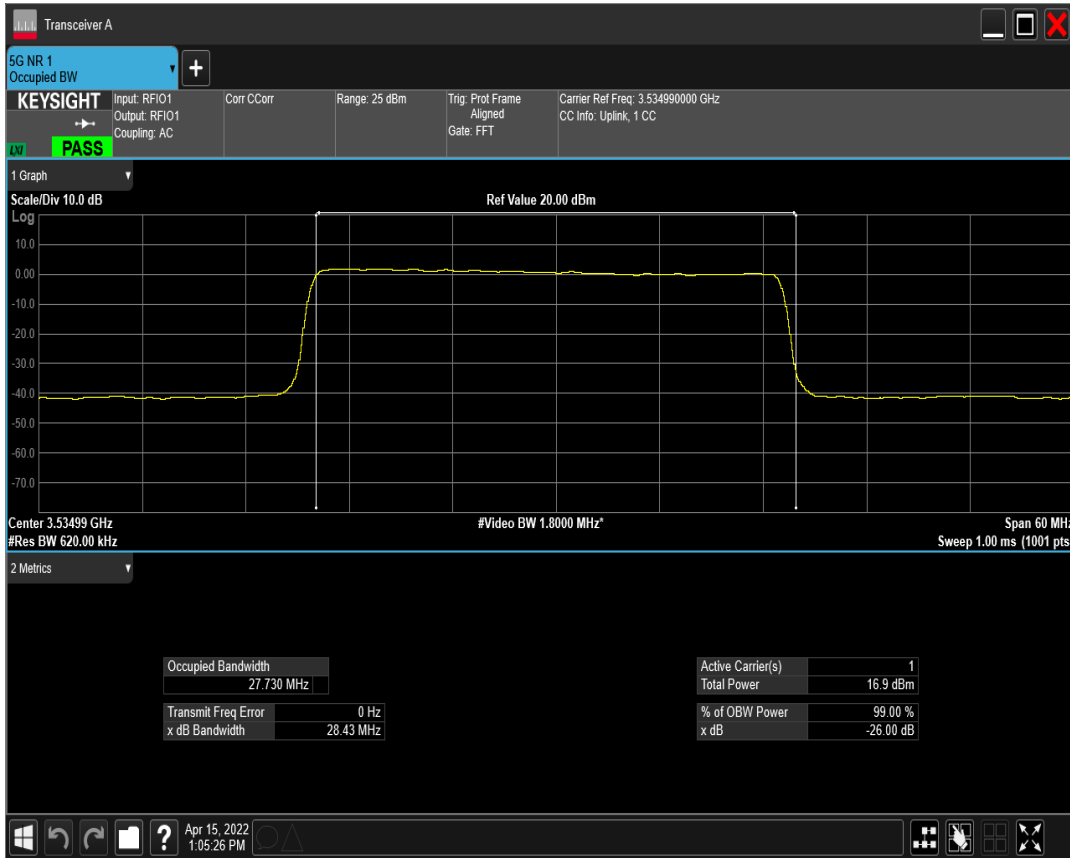 Transceiver A
5G NR 1
Occupied BW
+
KEYSIGHT
LXI
PASS
Input: RFIO1
Output: RFIO1
Coupling: AC
Corr CCorr
Range: 25 dBm
Trig: Prot Frame
Aligned
Gate: FFT
Carrier Ref Freq: 3.534990000 GHz
CC Info: Uplink, 1 CC
1 Graph
Scale/Div 10.0 dB
Ref Value 20.00 dBm
Log
10.0
0.00
-10.0
-20.0
-30.0
-40.0
-50.0
-60.0
-70.0
Center 3.53499 GHz
#Video BW 1.8000 MHz*
Span 60 MHz
#Res BW 620.00 kHz
Sweep 1.00 ms (1001 pts
2 Metrics
Occupied Bandwidth
27.730 MHz
Transmit Freq Error 0 Hz
x dB Bandwidth 28.43 MHz
Active Carrier(s) 1
Total Power 16.9 dBm
% of OBW Power 99.00 %
x dB -26.00 dB
?
Apr 15, 2022
1:05:26 PM